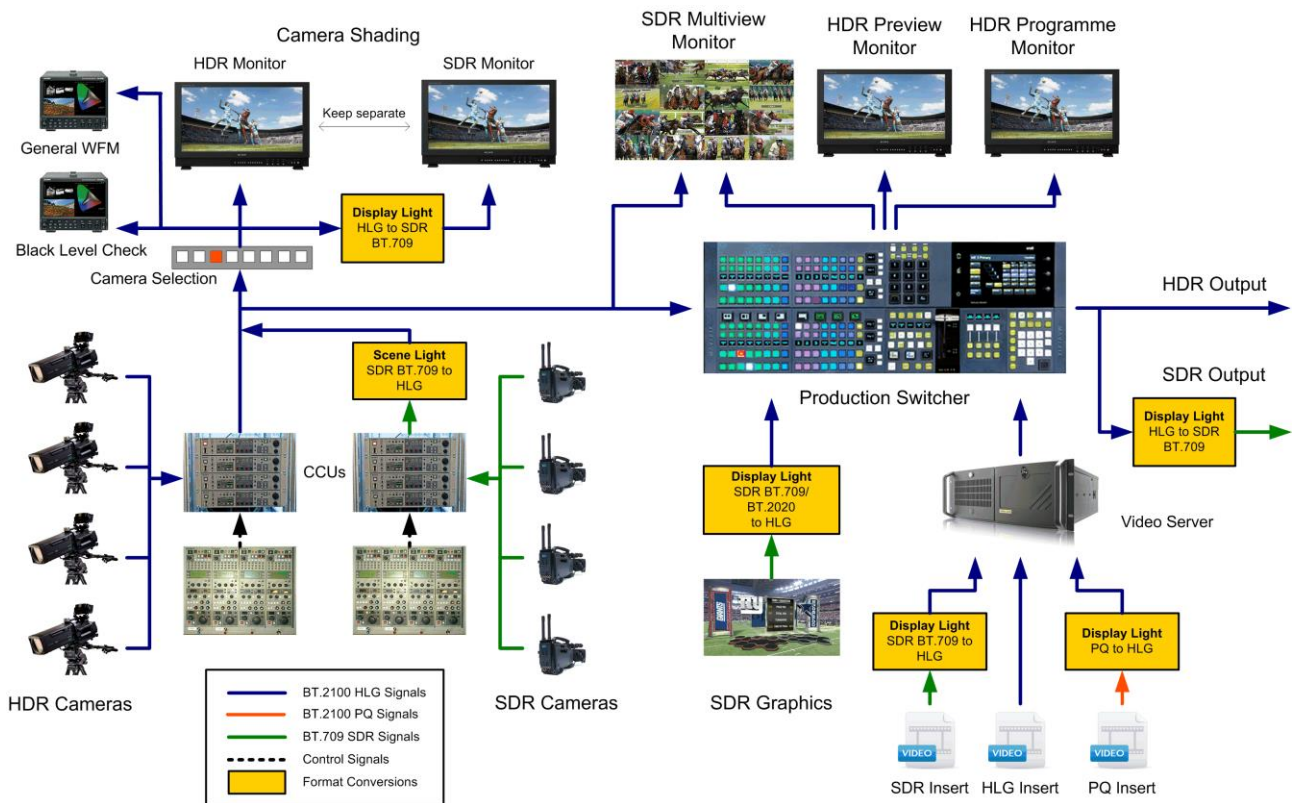 Camera Shading
HDR Monitor
SDR Monitor
Keep separate
General WFM
Black Level Check
Camera Selection
Display Light
HLG to SDR
BT.709
SDR Multiview
Monitor
HDR Preview
Monitor
HDR Programme
Monitor
HDR Output
SDR Output
Display Light
HLG to SDR
BT.709
Production Switcher
Scene Light
SDR BT.709 to
HLG
CCUs
HDR Cameras
SDR Cameras
Display Light
SDR BT.709/
BT.2020
to HLG
SDR Graphics
GIANTS
Video Server
Display Light
SDR BT.709 to
HLG
Display Light
PQ to HLG
VIDEO
VIDEO
VIDEO
SDR Insert
HLG Insert
PQ Insert
BT.2100 HLG Signals
BT.2100 PQ Signals
BT.709 SDR Signals
Control Signals
Format Conversions